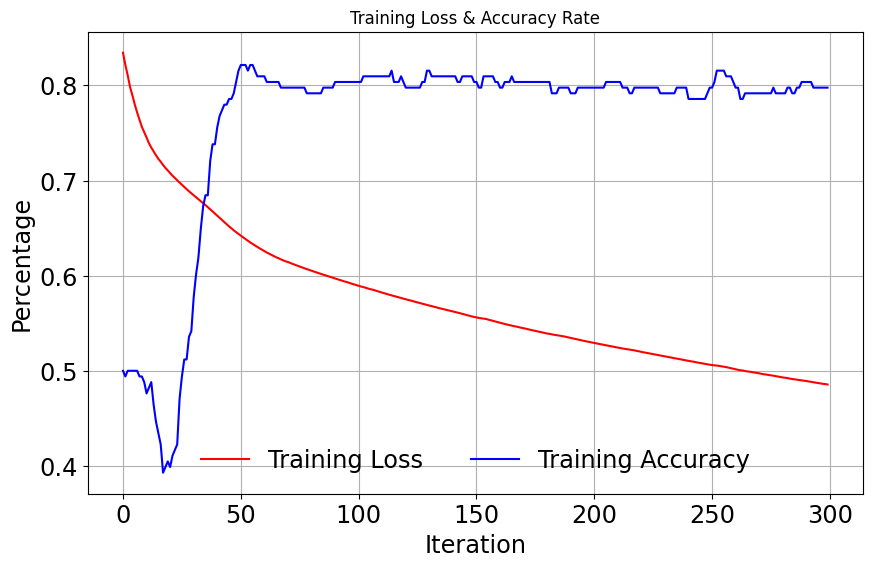 Training Loss & Accuracy Rate
Percentage
0.8
0.7
0.6
0.5
0.4
Training Loss Training Accuracy
0 50 100 150 200 250 300
Iteration